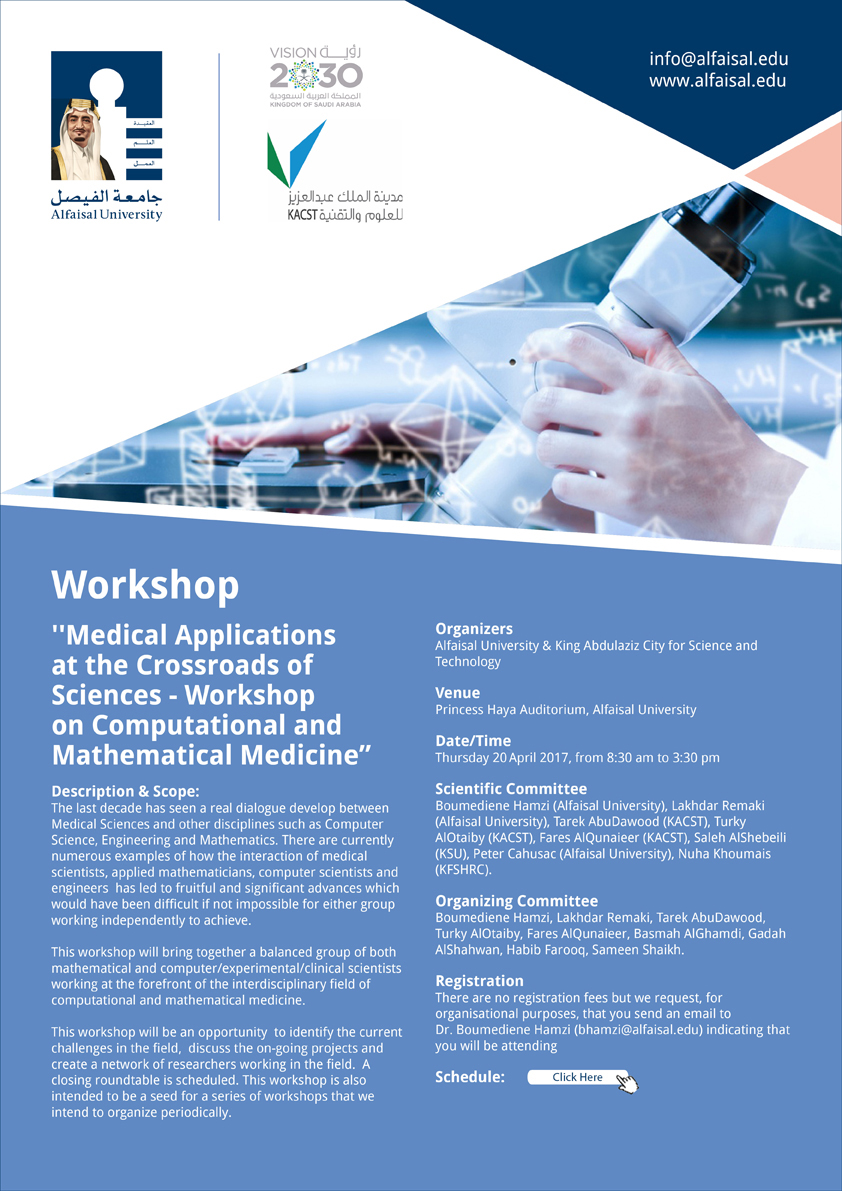 info@alfaisal.edu
www.alfaisal.edu
العقيدة
العلم
العمل
جامعة الفيصل
Alfaisal University
VISION رؤية
2030
المملكة العربية السعودية
KINGDOM OF SAUDI ARABIA
مدينة الملك عبدالعزيز
للعلوم والتقنية KACST
Workshop
''Medical Applications
at the Crossroads of
Sciences - Workshop
on Computational and
Mathematical Medicine”
Description & Scope:
The last decade has seen a real dialogue develop between
Medical Sciences and other disciplines such as Computer
Science, Engineering and Mathematics. There are currently
numerous examples of how the interaction of medical
scientists, applied mathematicians, computer scientists and
engineers has led to fruitful and significant advances which
would have been difficult if not impossible for either group
working independently to achieve.
This workshop will bring together a balanced group of both
mathematical and computer/experimental/clinical scientists
working at the forefront of the interdisciplinary field of
computational and mathematical medicine.
This workshop will be an opportunity to identify the current
challenges in the field, discuss the on-going projects and
create a network of researchers working in the field. A
closing roundtable is scheduled. This workshop is also
intended to be a seed for a series of workshops that we
intend to organize periodically.
Organizers
Alfaisal University & King Abdulaziz City for Science and
Technology
Venue
Princess Haya Auditorium, Alfaisal University
Date/Time
Thursday 20 April 2017, from 8:30 am to 3:30 pm
Scientific Committee
Boumediene Hamzi (Alfaisal University), Lakhdar Remaki
(Alfaisal University), Tarek AbuDawood (KACST), Turky
AlOtaiby (KACST), Fares AlQunaieer (KACST), Saleh AlShebeili
(KSU), Peter Cahusac (Alfaisal University), Nuha Khoumais
(KFSHRC).
Organizing Committee
Boumediene Hamzi, Lakhdar Remaki, Tarek AbuDawood,
Turky AlOtaiby, Fares AlQunaieer, Basmah AlGhamdi, Gadah
AlShahwan, Habib Farooq, Sameen Shaikh.
Registration
There are no registration fees but we request, for
organisational purposes, that you send an email to
Dr. Boumediene Hamzi (bhamzi@alfaisal.edu) indicating that
you will be attending
Schedule: Click Here